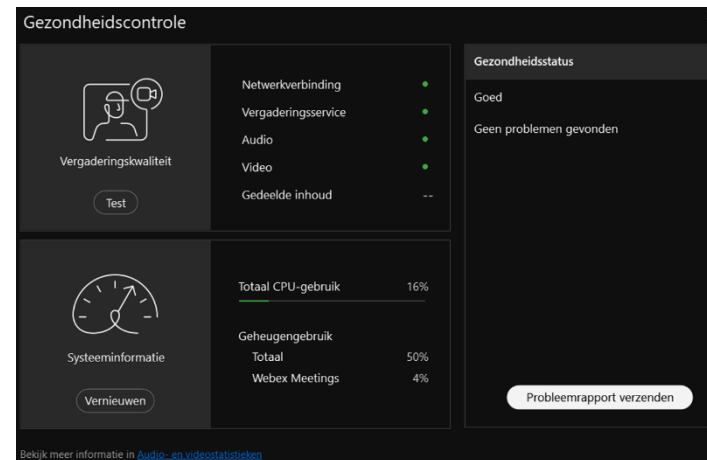 Gezondheidscontrole
Vergaderingskwaliteit
Test
Netwerkverbinding
Vergaderingsservice
Audio
Video
Gedeelde inhoud --
Systeeminformatie
Vernieuwen
Totaal CPU-gebruik 16%
Geheugengebruik
Totaal 50%
Webex Meetings 4%
Gezondheidsstatus
Goed
Geen problemen gevonden
Probleemrapport verzenden
Bekijk meer informatie in Audio- en videostatistieken